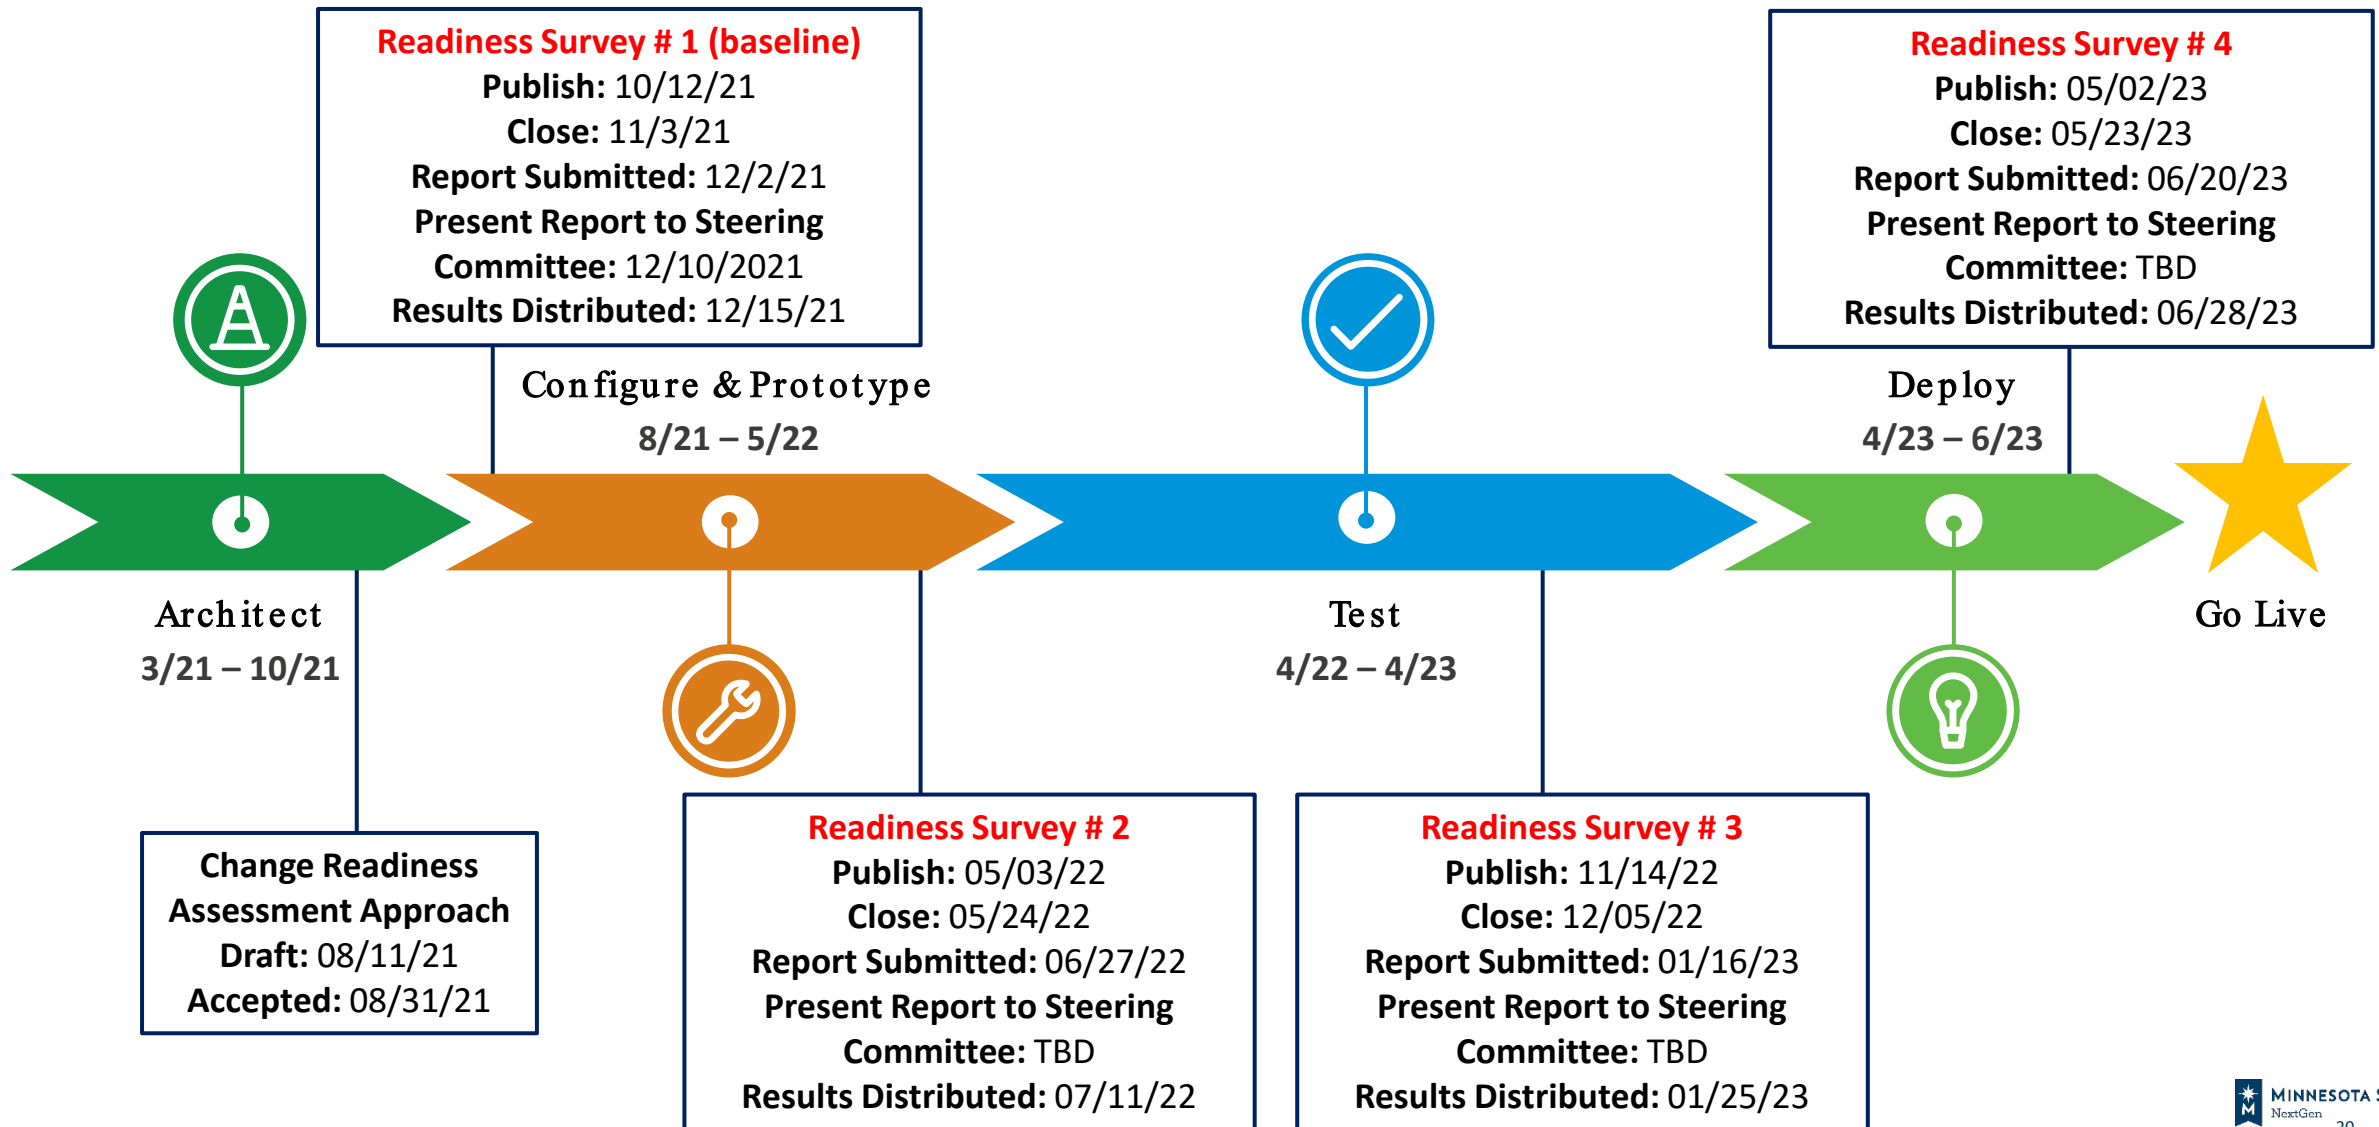 Readiness Survey # 1 (baseline)
Publish: 10/12/21
Close: 11/3/21
Report Submitted: 12/2/21
Present Report to Steering
Committee: 12/10/2021
Results Distributed: 12/15/21
Readiness Survey # 4
Publish: 05/02/23
Close: 05/23/23
Report Submitted: 06/20/23
Present Report to Steering
Committee: TBD
Results Distributed: 06/28/23
Configure & Prototype
8/21 – 5/22
Deploy
4/23 – 6/23
Architect
3/21 – 10/21
Test
4/22 – 4/23
Go Live
Change Readiness
Assessment Approach
Draft: 08/11/21
Accepted: 08/31/21
Readiness Survey # 2
Publish: 05/03/22
Close: 05/24/22
Report Submitted: 06/27/22
Present Report to Steering
Committee: TBD
Results Distributed: 07/11/22
Readiness Survey # 3
Publish: 11/14/22
Close: 12/05/22
Report Submitted: 01/16/23
Present Report to Steering
Committee: TBD
Results Distributed: 01/25/23
M
MINNESOTA S
NextGen
20